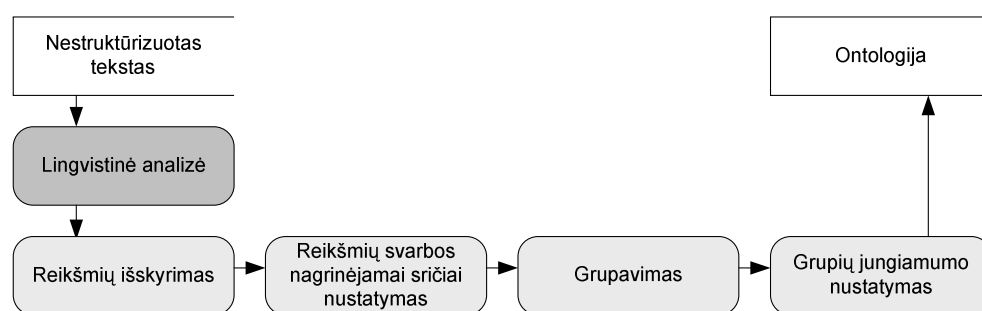 Nestruktūrizuotas
tekstas
Ontologija
Lingvistinė analizė
Reikšmių išskyrimas
Reikšmių svarbos
nagrinėjamai sričiai
nustatymas
Grupavimas
Grupių jungiamumo
nustatymas